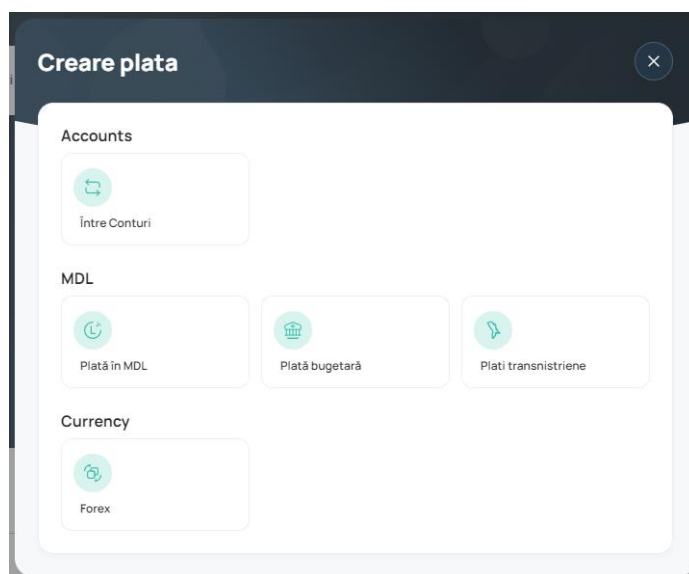 Creare plata
Accounts
Între Conturi
MDL
Plată în MDL
Plată bugetară
Plati transnistriene
Currency
Forex